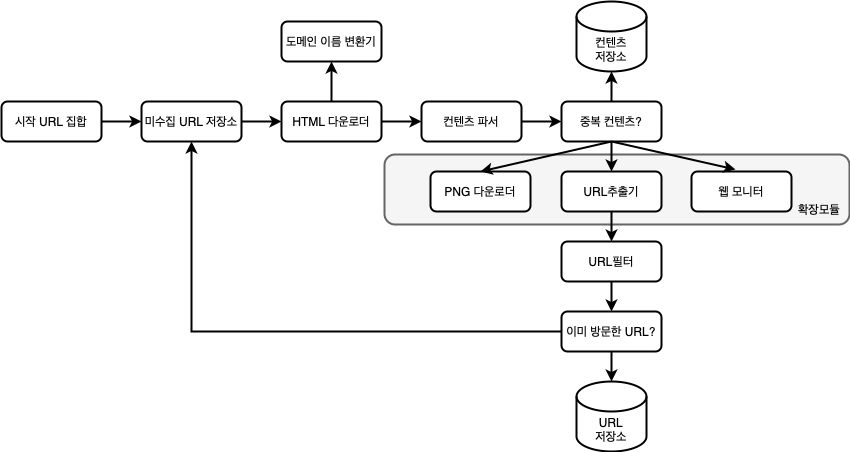 도메인 이름 변환기
컨텐츠
저장소
시작 URL 집합
미수집 URL 저장소
HTML 다운로더
컨텐츠 파서
중복 컨텐츠?
PNG 다운로더
URL추출기
웹 모니터
확장모듈
URL필터
이미 방문한 URL?
URL
저장소